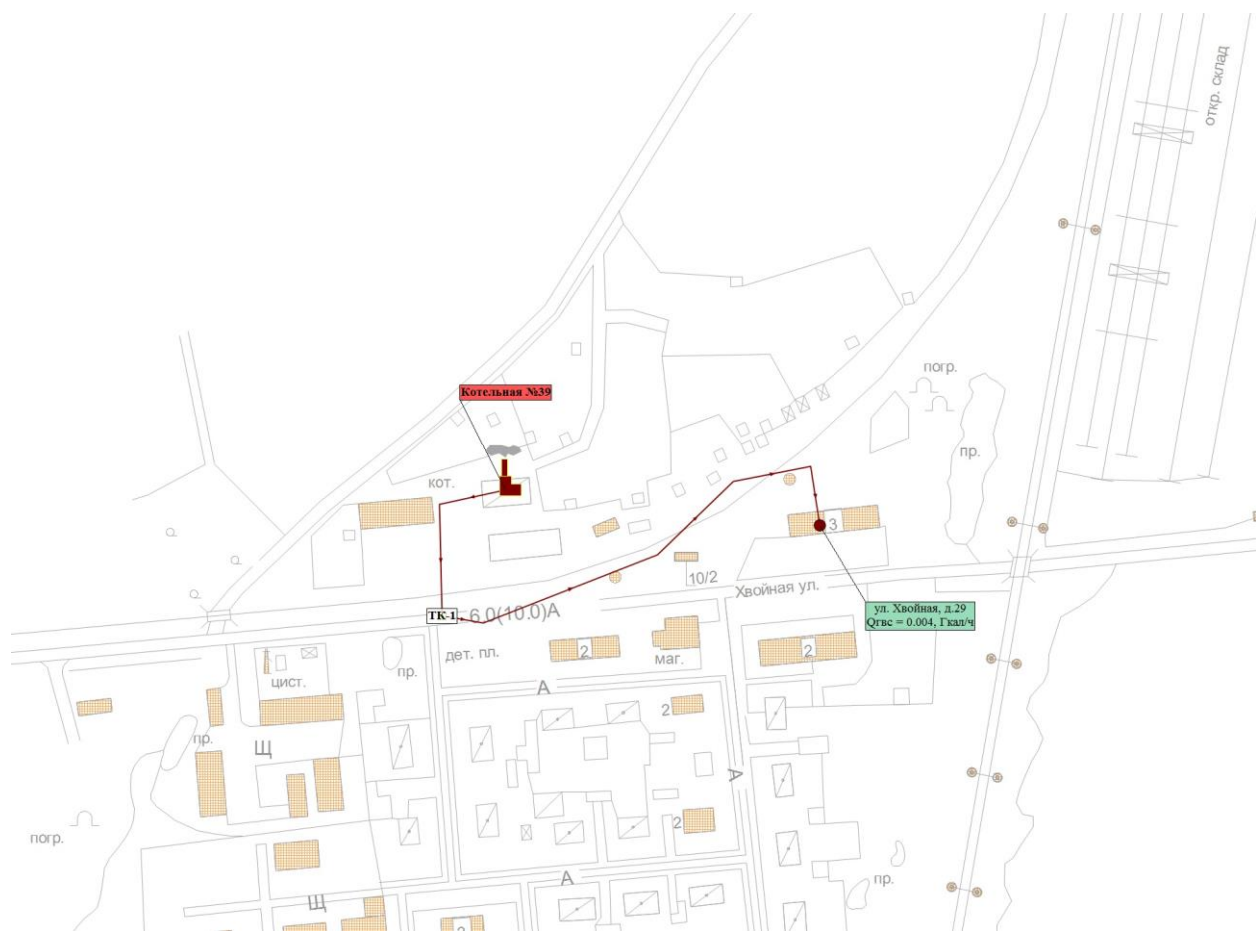 откр. склад
погр.
Котельная №39
пр.
кот.
3
10/2
Хвойная ул.
ул. Хвойная, д.29
Qгвс = 0.004, Гкал/ч
ТК-1
6.0(10.0)А
дет. пл.
2
маг.
2
пр.
цист.
А
2
пр.
Щ
А
2
погр.
А
пр.
Щ